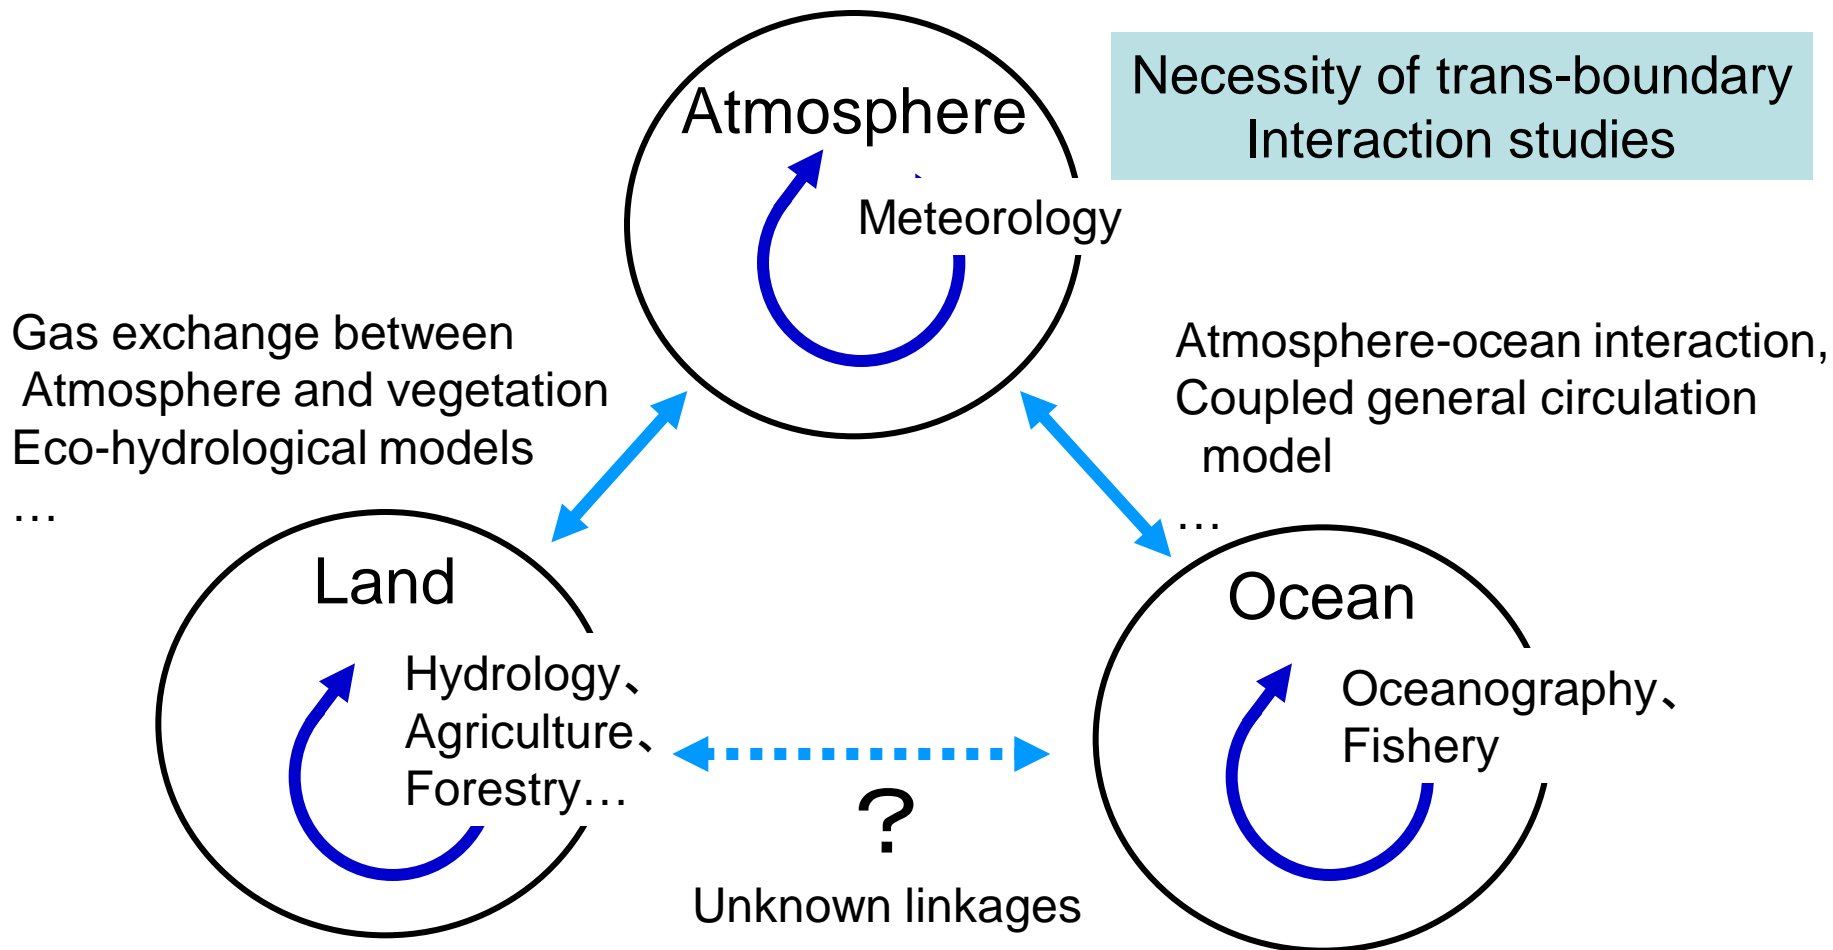 Necessity of trans-boundary
Interaction studies
Atmosphere
Meteorology
Gas exchange between
Atmosphere and vegetation
Eco-hydrological models
…
Atmosphere-ocean interaction,
Coupled general circulation
model
…
Land
Hydrology、
Agriculture、
Forestry…
Ocean
Oceanography、
Fishery
?
Unknown linkages